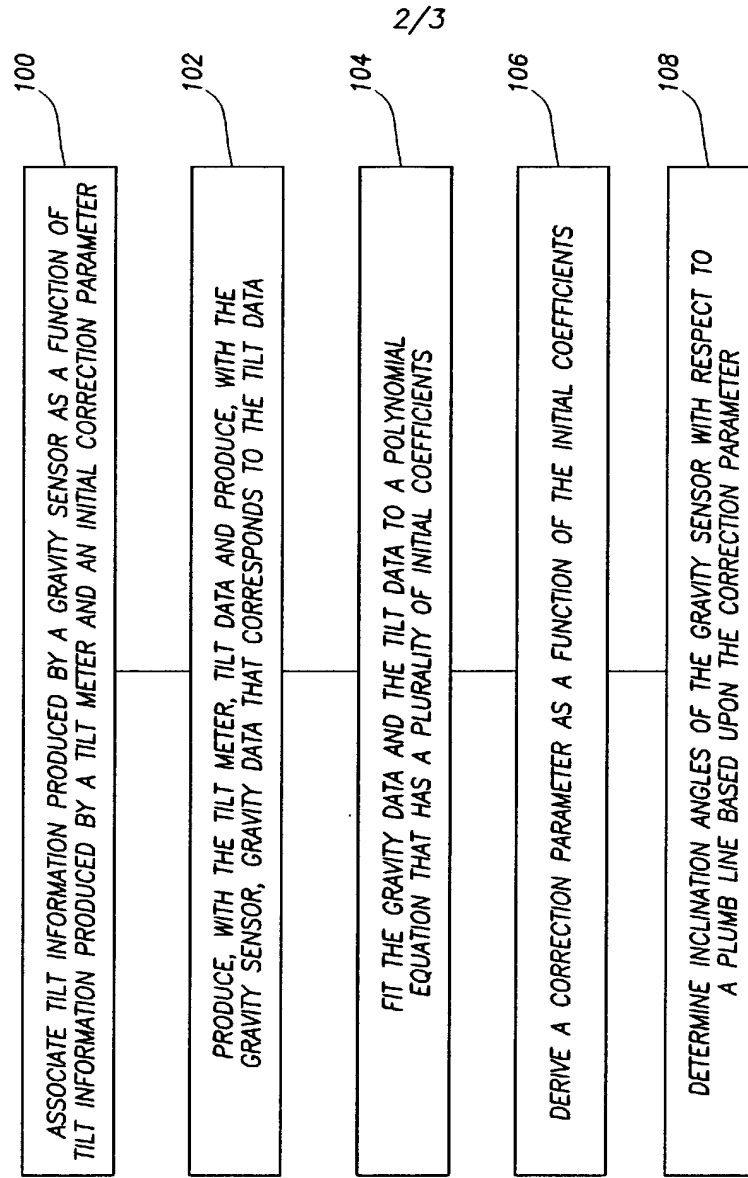 2/3
100
ASSOCIATE TILT INFORMATION PRODUCED BY A GRAVITY SENSOR AS A FUNCTION OF
TILT INFORMATION PRODUCED BY A TILT METER AND AN INITIAL CORRECTION PARAMETER
102
PRODUCE, WITH THE TILT METER, TILT DATA AND PRODUCE, WITH THE
GRAVITY SENSOR, GRAVITY DATA THAT CORRESPONDS TO THE TILT DATA
104
FIT THE GRAVITY DATA AND THE TILT DATA TO A POLYNOMIAL
EQUATION THAT HAS A PLURALITY OF INITIAL COEFFICIENTS
106
DERIVE A CORRECTION PARAMETER AS A FUNCTION OF THE INITIAL COEFFICIENTS
108
DETERMINE INCLINATION ANGLES OF THE GRAVITY SENSOR WITH RESPECT TO
A PLUMB LINE BASED UPON THE CORRECTION PARAMETER